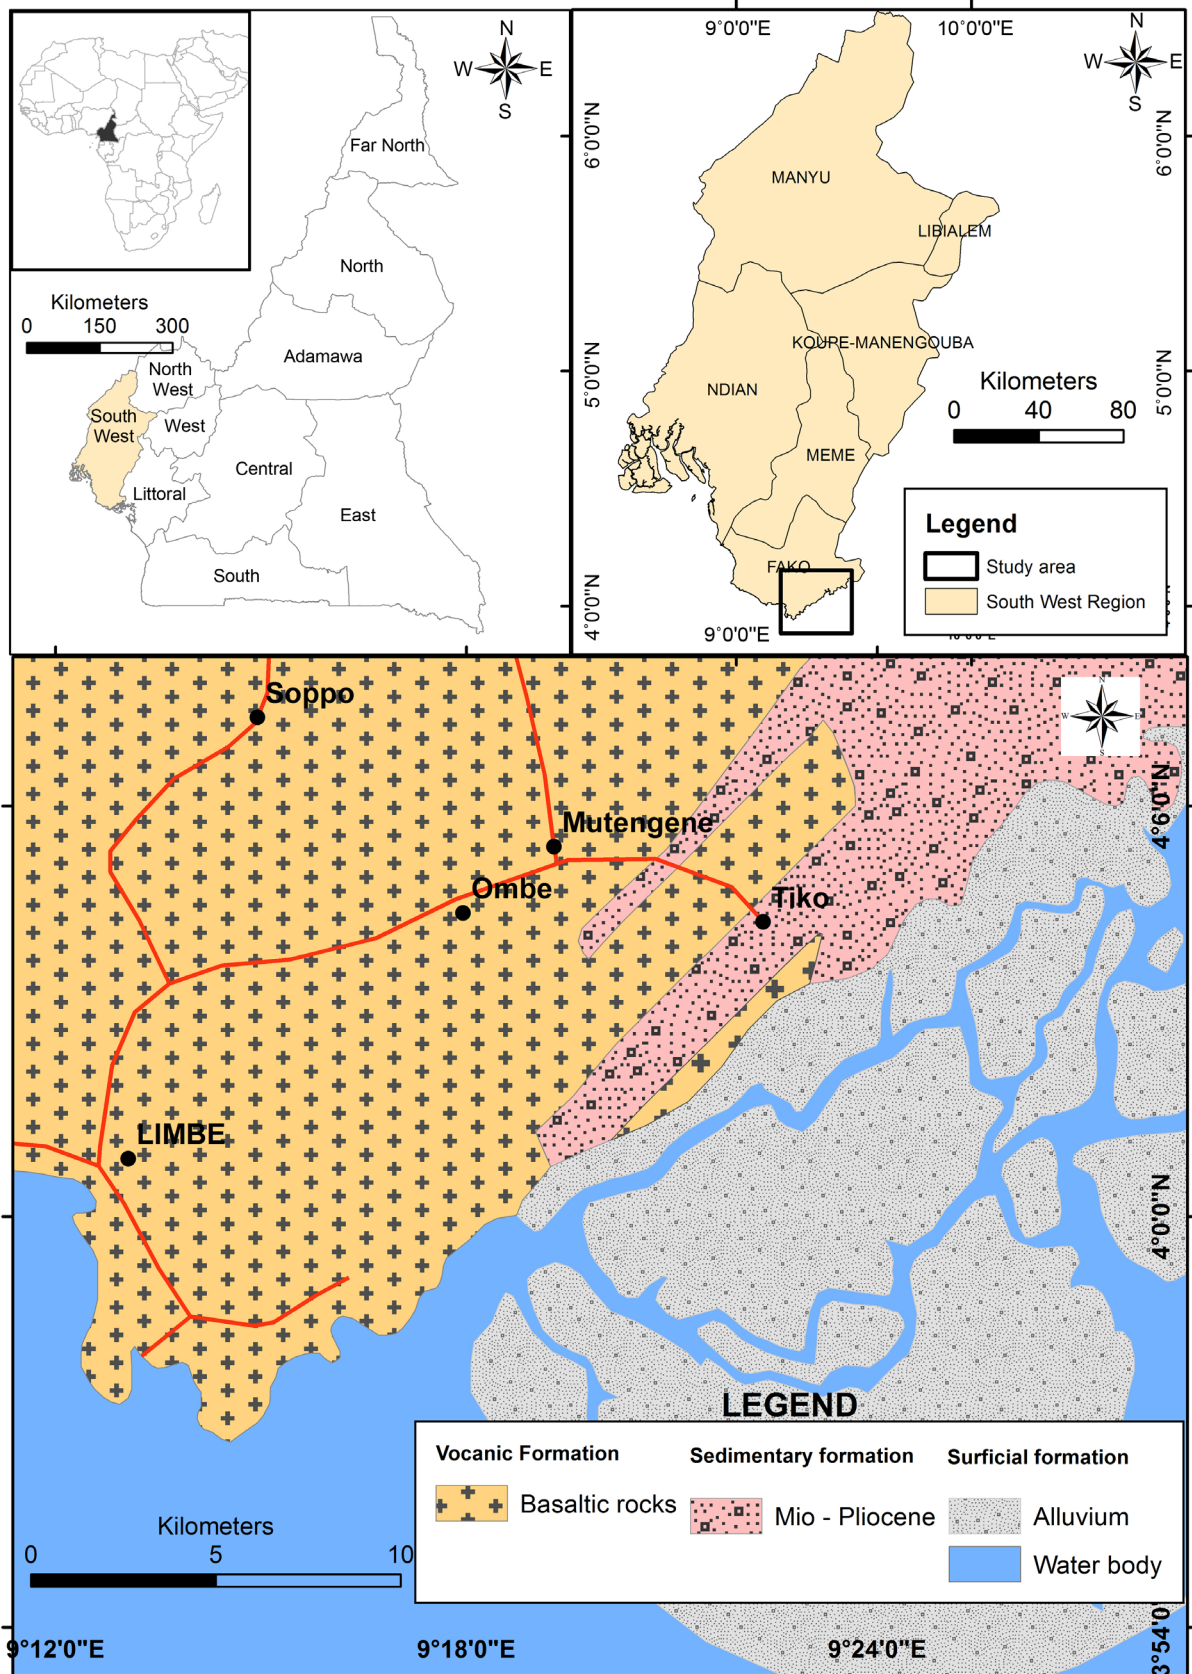 N
W E
S
Far North
North
Kilometers
0 150 300
Adamawa
North
West
South
West
West
Central
Littoral
East
South
9°0'0"E 10°0'0"E
N
W E
S
6°0'0"N
6°0'0"N
MANYU
LIBIALEM
KOUPE-MANENGOUBA
5°0'0"N
5°0'0"N
NDIAN
Kilometers
0 40 80
MEME
Legend
Study area
South West Region
FAKO
4°0'0"N
9°0'0"E
Soppo
N
W E
S
4°6'0"N
Mutengene
Ombe
Tiko
LIMBE
4°0'0"N
LEGEND
Vocanic Formation
Basaltic rocks
Sedimentary formation
Mio - Pliocene
Surficial formation
Alluvium
Water body
Kilometers
0 5 10
9°12'0"E 9°18'0"E 9°24'0"E